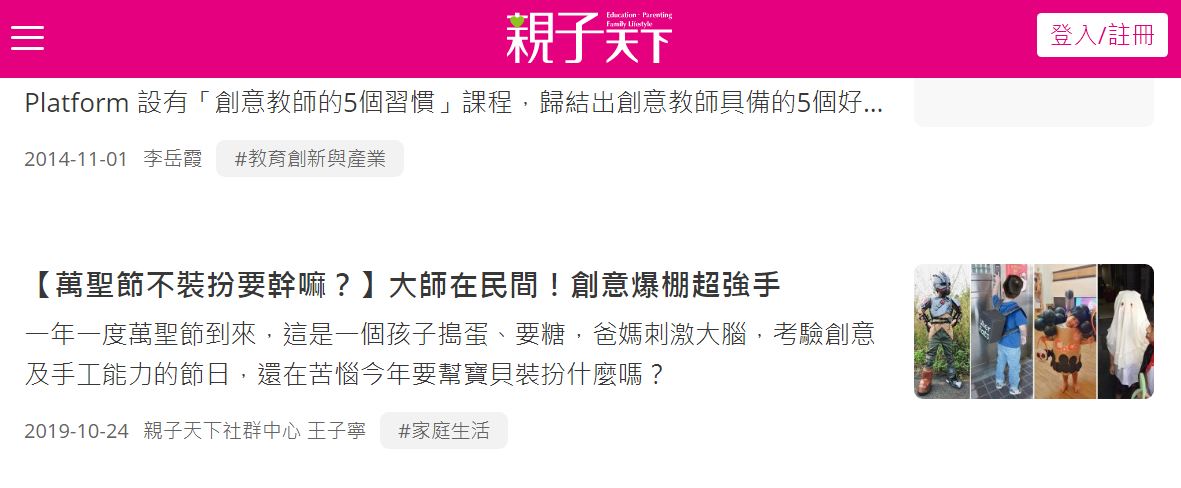 親子天下
Education · Parenting
Family Lifestyle
登入/註冊
Platform 設有「創意教師的5個習慣」課程，歸結出創意教師具備的5個好...
2014-11-01 李岳霞 #教育創新與產業
【萬聖節不裝扮要幹嘛？】大師在民間！創意爆棚超強手
一年一度萬聖節到來，這是一個孩子搗蛋、要糖，爸媽刺激大腦，考驗創意
及手工能力的節日，還在苦惱今年要幫寶貝裝扮什麼嗎？
2019-10-24 親子天下社群中心 王子寧 #家庭生活